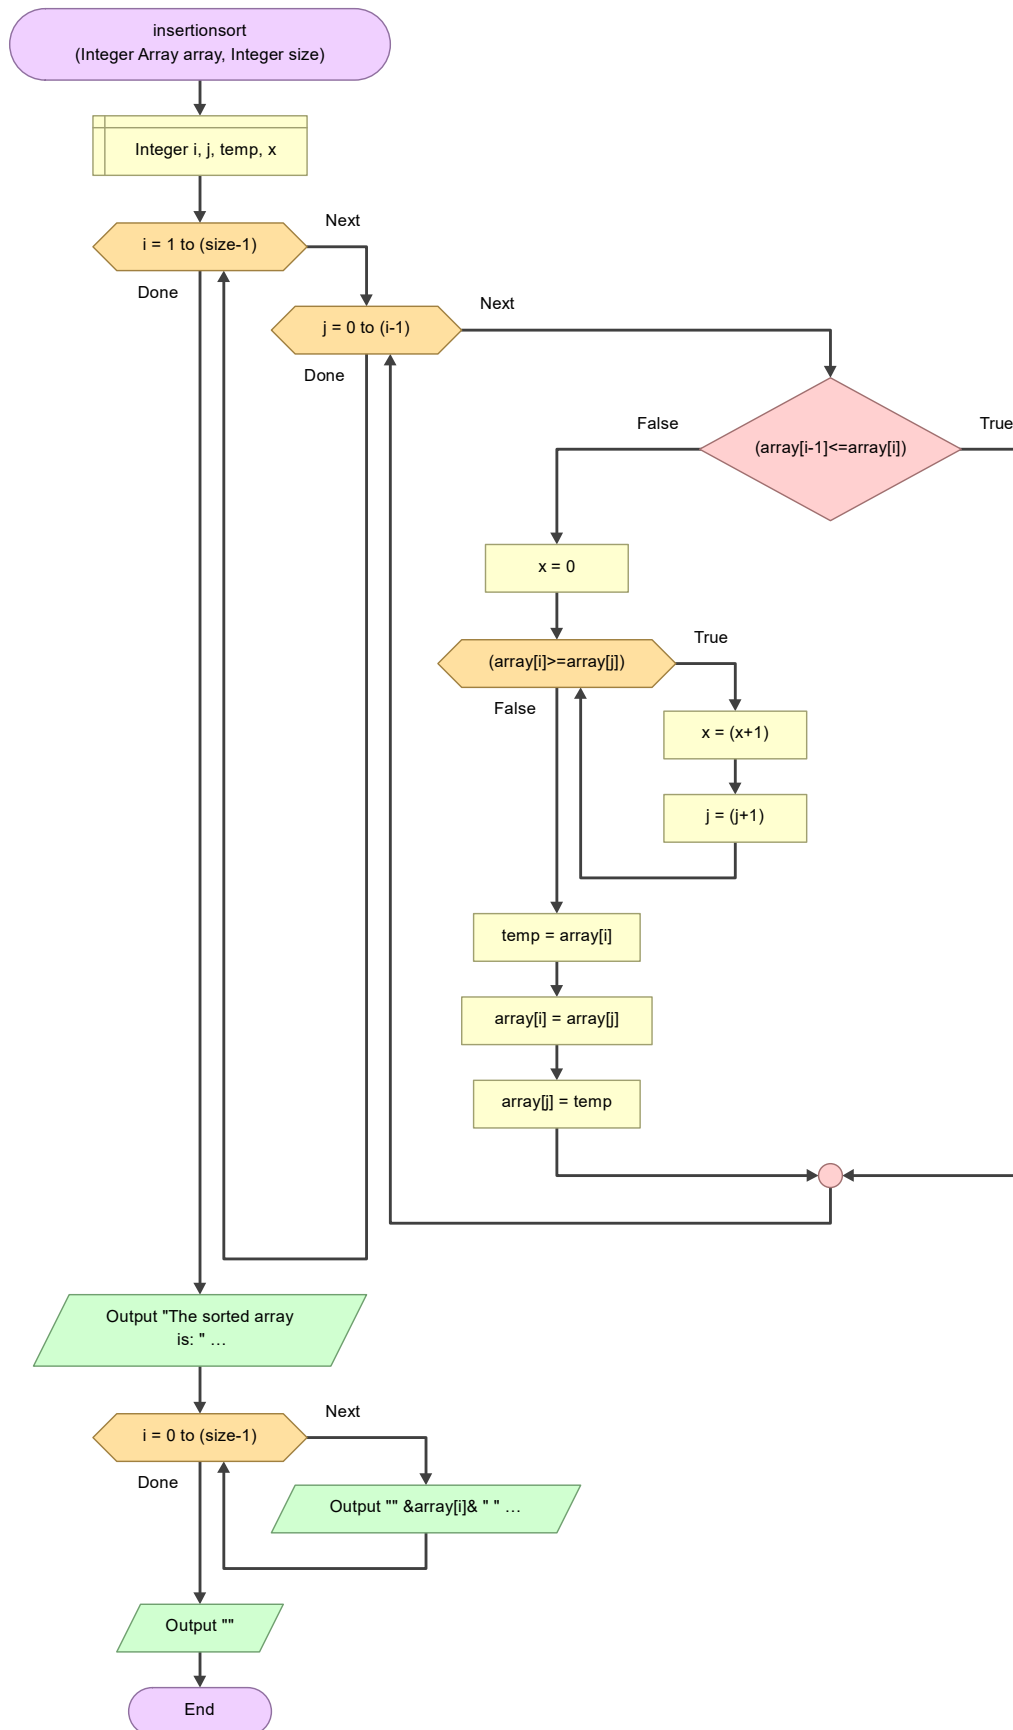 insertionsort
(Integer Array array, Integer size)
Integer i, j, temp, x
i = 1 to (size-1)
Next
Done
j = 0 to (i-1)
Next
Done
(array[i-1]<=array[i])
False
True
x = 0
(array[i]>=array[j])
True
False
x = (x+1)
j = (j+1)
temp = array[i]
array[i] = array[j]
array[j] = temp
Output "The sorted array
is: " …
i = 0 to (size-1)
Next
Done
Output "" &array[i]& " " …
Output ""
End